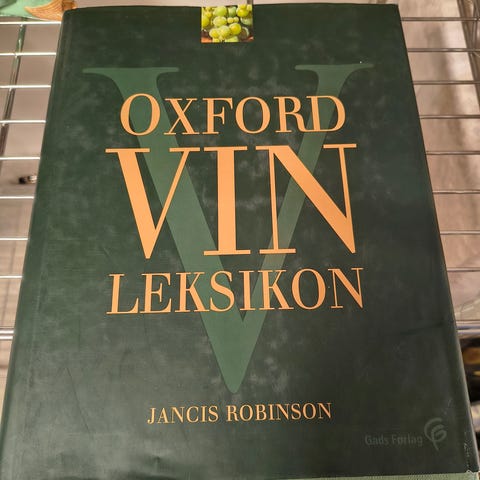 V
OXFORD
VIN
LEKSIKON
JANCIS ROBINSON
Gads Forlag